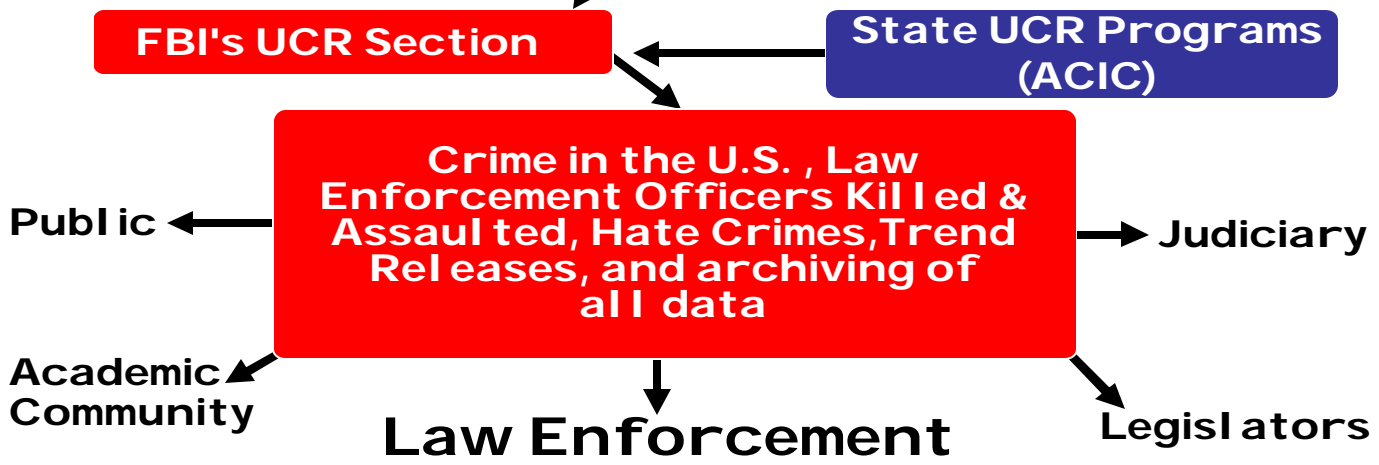 FBI's UCR Section
State UCR Programs
(ACIC)
Crime in the U.S. , Law
Enforcement Officers Killed &
Assaulted, Hate Crimes,Trend
Releases, and archiving of
all data
Public
Judiciary
Academic
Community
Law Enforcement
Legislators